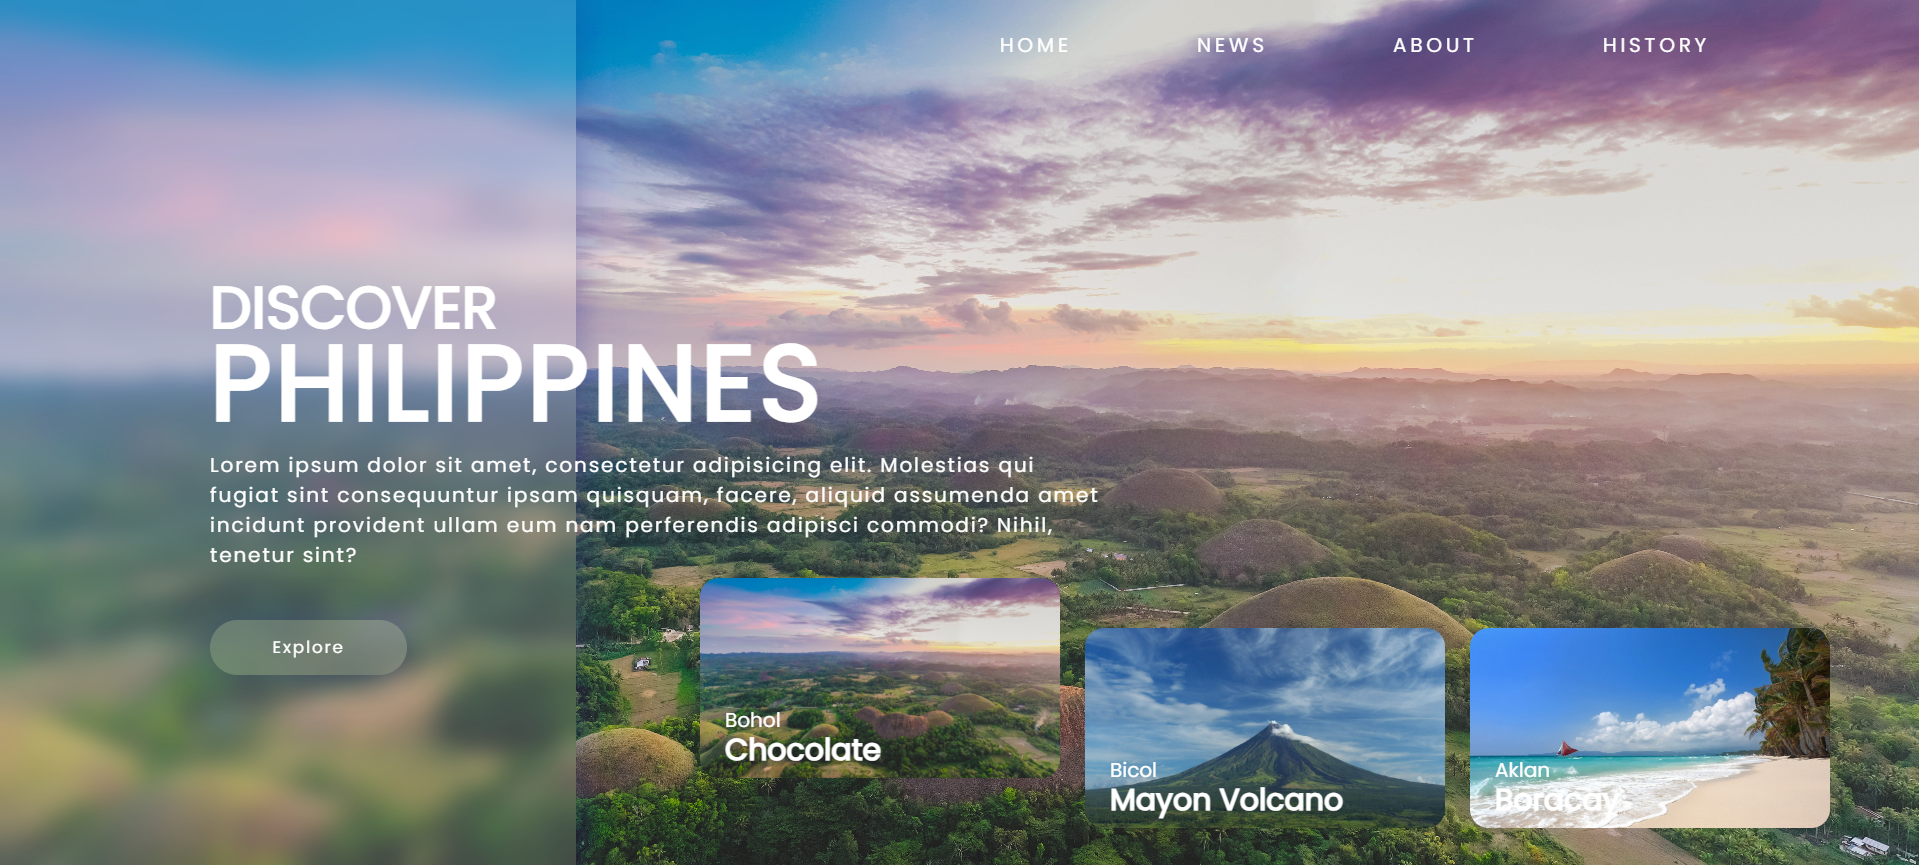 HOME NEWS ABOUT HISTORY
DISCOVER
PHILIPPINES
Lorem ipsum dolor sit amet, consectetur adipisicing elit. Molestias qui
fugiat sint consequuntur ipsam quisquam, facere, aliquid assumenda amet
incidunt provident ullam eum nam perferendis adipisci commodi? Nihil,
tenetur sint?
Explore
Bohol
Chocolate
Bicol
Mayon Volcano
Aklan
Boracay